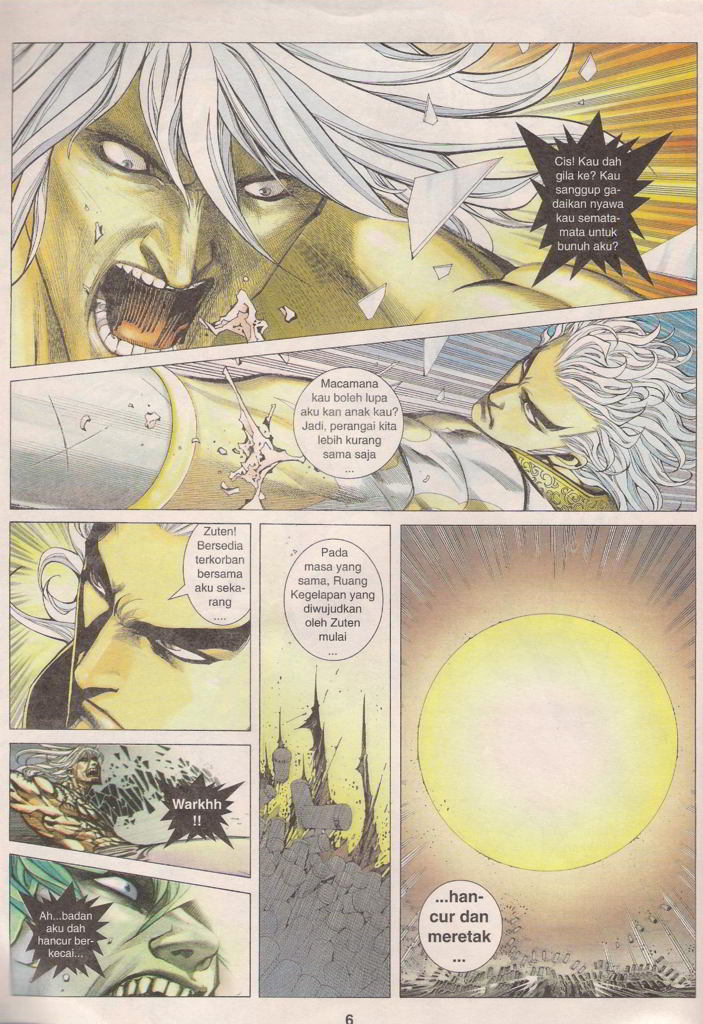 Cis! Kau dah
gila ke? Kau
sanggup ga-
daikan nyawa
kau semata-
mata untuk
bunuh aku?
Macamana
kau boleh lupa
aku kan anak kau?
Jadi, perangai kita
lebih kurang
sama saja
...
Zuten!
Bersedia
terkorban
bersama
aku seka-
rang
....
Pada
masa yang
sama, Ruang
Kegelapan yang
diwujudkan
oleh Zuten
mulai
...
Warkhh
!!
Ah...badan
aku dah
hancur ber-
kecai...
...han-
cur dan
meretak
...
6